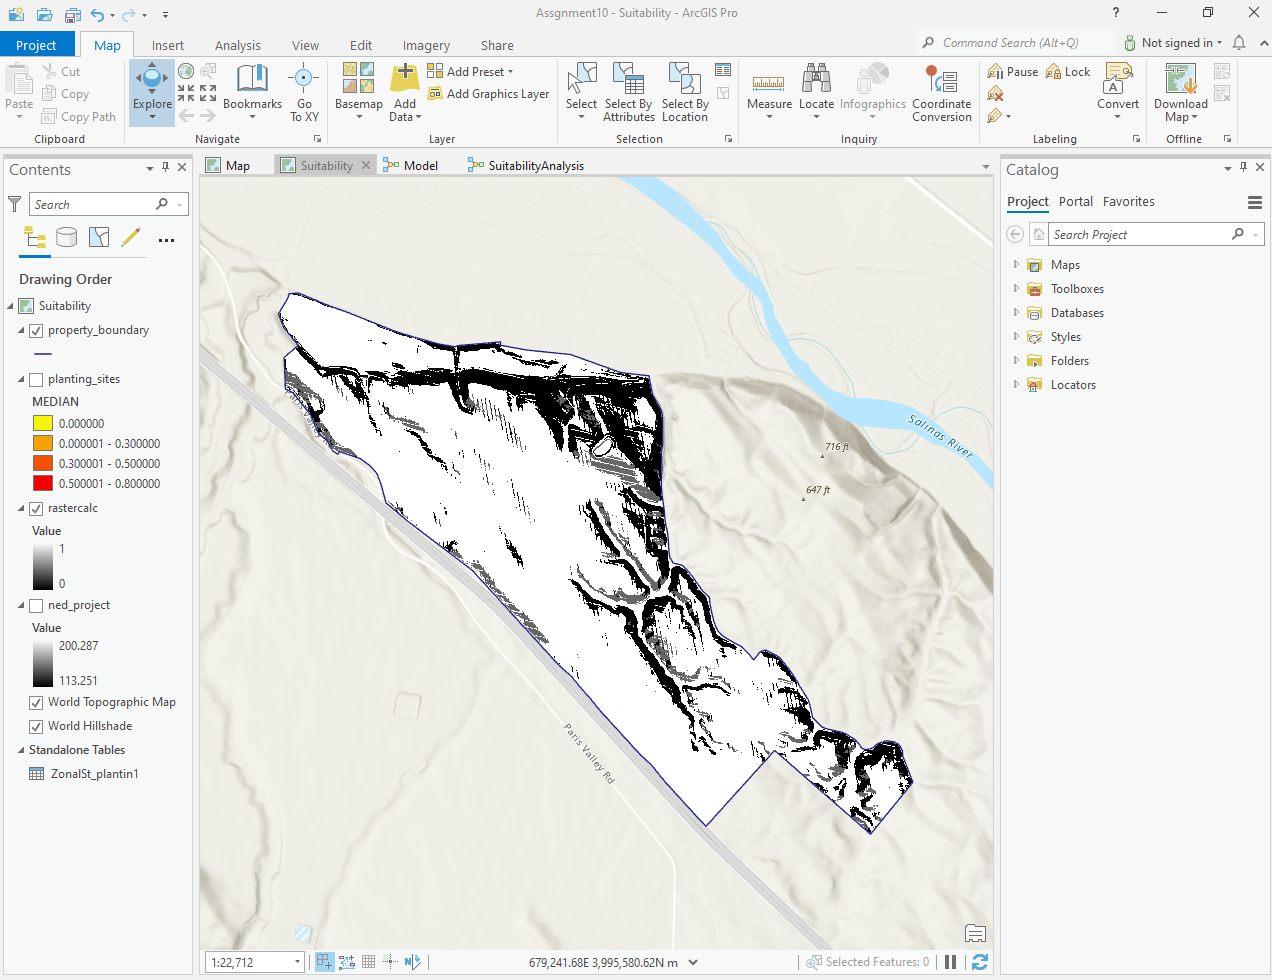 Assgnment10 - Suitability - ArcGIS Pro
?
Project
Map
Insert
Analysis
View
Edit
Imagery
Share
Command Search (Alt+Q)
Not signed in
Paste
Cut
Copy
Copy Path
Clipboard
Explore
Bookmarks
Go
To XY
Navigate
Basemap
Add
Data
Add Preset
Add Graphics Layer
Layer
Select
Select By
Attributes
Select By
Location
Selection
Measure
Locate
Infographics
Coordinate
Conversion
Inquiry
Pause
Lock
Convert
Labeling
Download
Map
Offline
Contents
Search
Drawing Order
Suitability
property_boundary
planting_sites
MEDIAN
0.000000
0.000001 - 0.300000
0.300001 - 0.500000
0.500001 - 0.800000
rastercalc
Value
1
0
ned_project
Value
200.287
113.251
World Topographic Map
World Hillshade
Standalone Tables
ZonalSt_plantin1
Map
Suitability
Model
SuitabilityAnalysis
Salinas River
716 ft
647 ft
Paris Valley Rd
1:22,712
679,241.68E 3,995,580.62N m
Selected Features: 0
Catalog
Project
Portal
Favorites
Search Project
Maps
Toolboxes
Databases
Styles
Folders
Locators